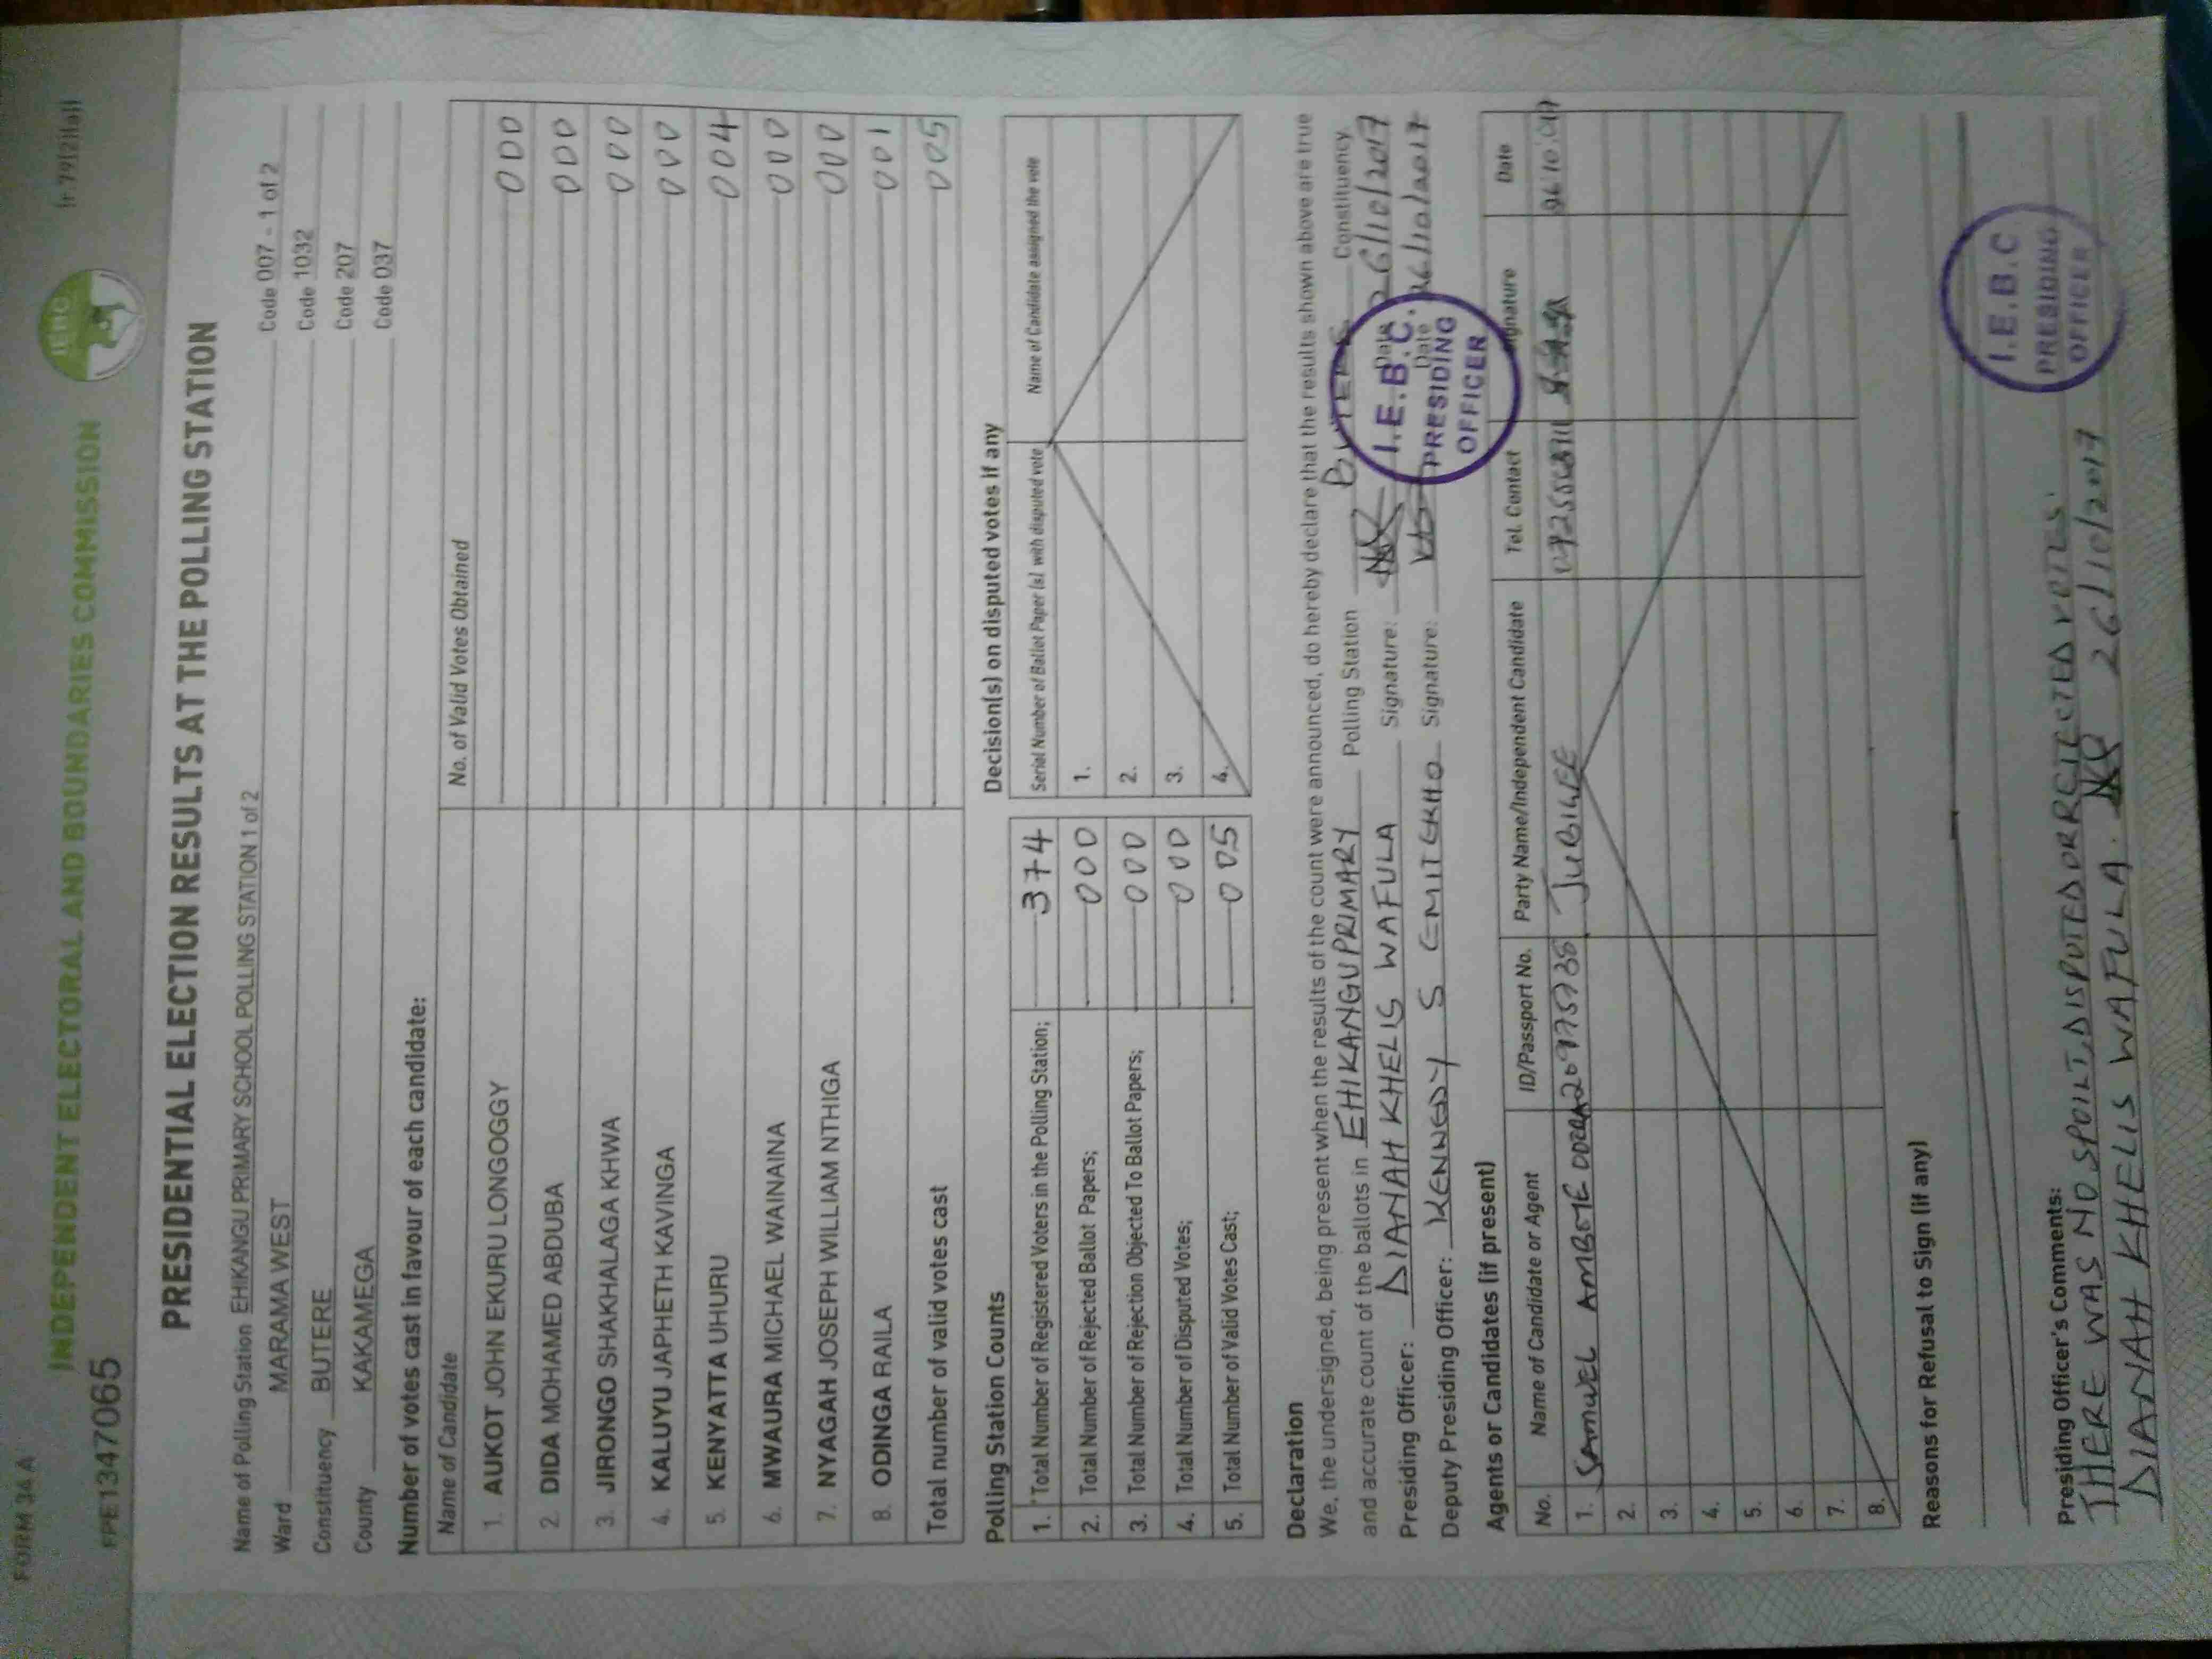 FORM 34 A
(r.79(2)(a))
INDEPENDENT ELECTORAL AND BOUNDARIES COMMISSION
IEBC
PE1347065
PRESIDENTIAL ELECTION RESULTS AT THE POLLING STATION
Name of Polling Station EHIKANGU PRIMARY SCHOOL POLLING STATION 1 of 2 Code 007 - 1 of 2
Ward MARAMA WEST Code 1032
Constituency BUTERE Code 207
County KAKAMEGA Code 037
Number of votes cast in favour of each candidate:
Name of Candidate No. of Valid Votes Obtained
1. AUKOT JOHN EKURU LONGOGGY 000
2. DIDA MOHAMED ABDUBA 000
3. JIRONGO SHAKHALAGA KHWA 000
4. KALUYU JAPHETH KAVINGA 000
5. KENYATTA UHURU 004
6. MWAURA MICHAEL WAINAINA 000
7. NYAGAH JOSEPH WILLIAM NTHIGA 000
8. ODINGA RAILA 001
Total number of valid votes cast 005
Polling Station Counts
1. Total Number of Registered Voters in the Polling Station; 374
2. Total Number of Rejected Ballot Papers; 000
3. Total Number of Rejection Objected To Ballot Papers; 000
4. Total Number of Disputed Votes; 000
5. Total Number of Valid Votes Cast; 005
Decision(s) on disputed votes if any
Serial Number of Ballot Paper (s) with disputed vote Name of Candidate assigned the vote
1.
2.
3.
4.
Declaration
We, the undersigned, being present when the results of the count were announced, do hereby declare that the results shown above are true
and accurate count of the ballots in EHIKANGU PRIMARY Polling Station BUTERE Constituency
Presiding Officer: DIANAH KHELIS WAFULA Signature: Date 26/10/2017
Deputy Presiding Officer: KENNEDY S EMITEKHO Signature: Date 26/10/2017
I.E.B.C.
PRESIDING
OFFICER
Agents or Candidates (if present)
No. Name of Candidate or Agent ID/Passport No. Party Name/Independent Candidate Tel. Contact Signature Date
1. SAMUEL AMBOTE JUBILEE
2.
3.
4.
5.
6.
7.
8.
Reasons for Refusal to Sign (if any)
Presiding Officer's Comments:
THERE WAS NO SPOILT, DISPUTED OR REJECTED VOTES.
DIANAH KHELIS WAFULA. 26/10/2017
I.E.B.C
PRESIDING
OFFICER